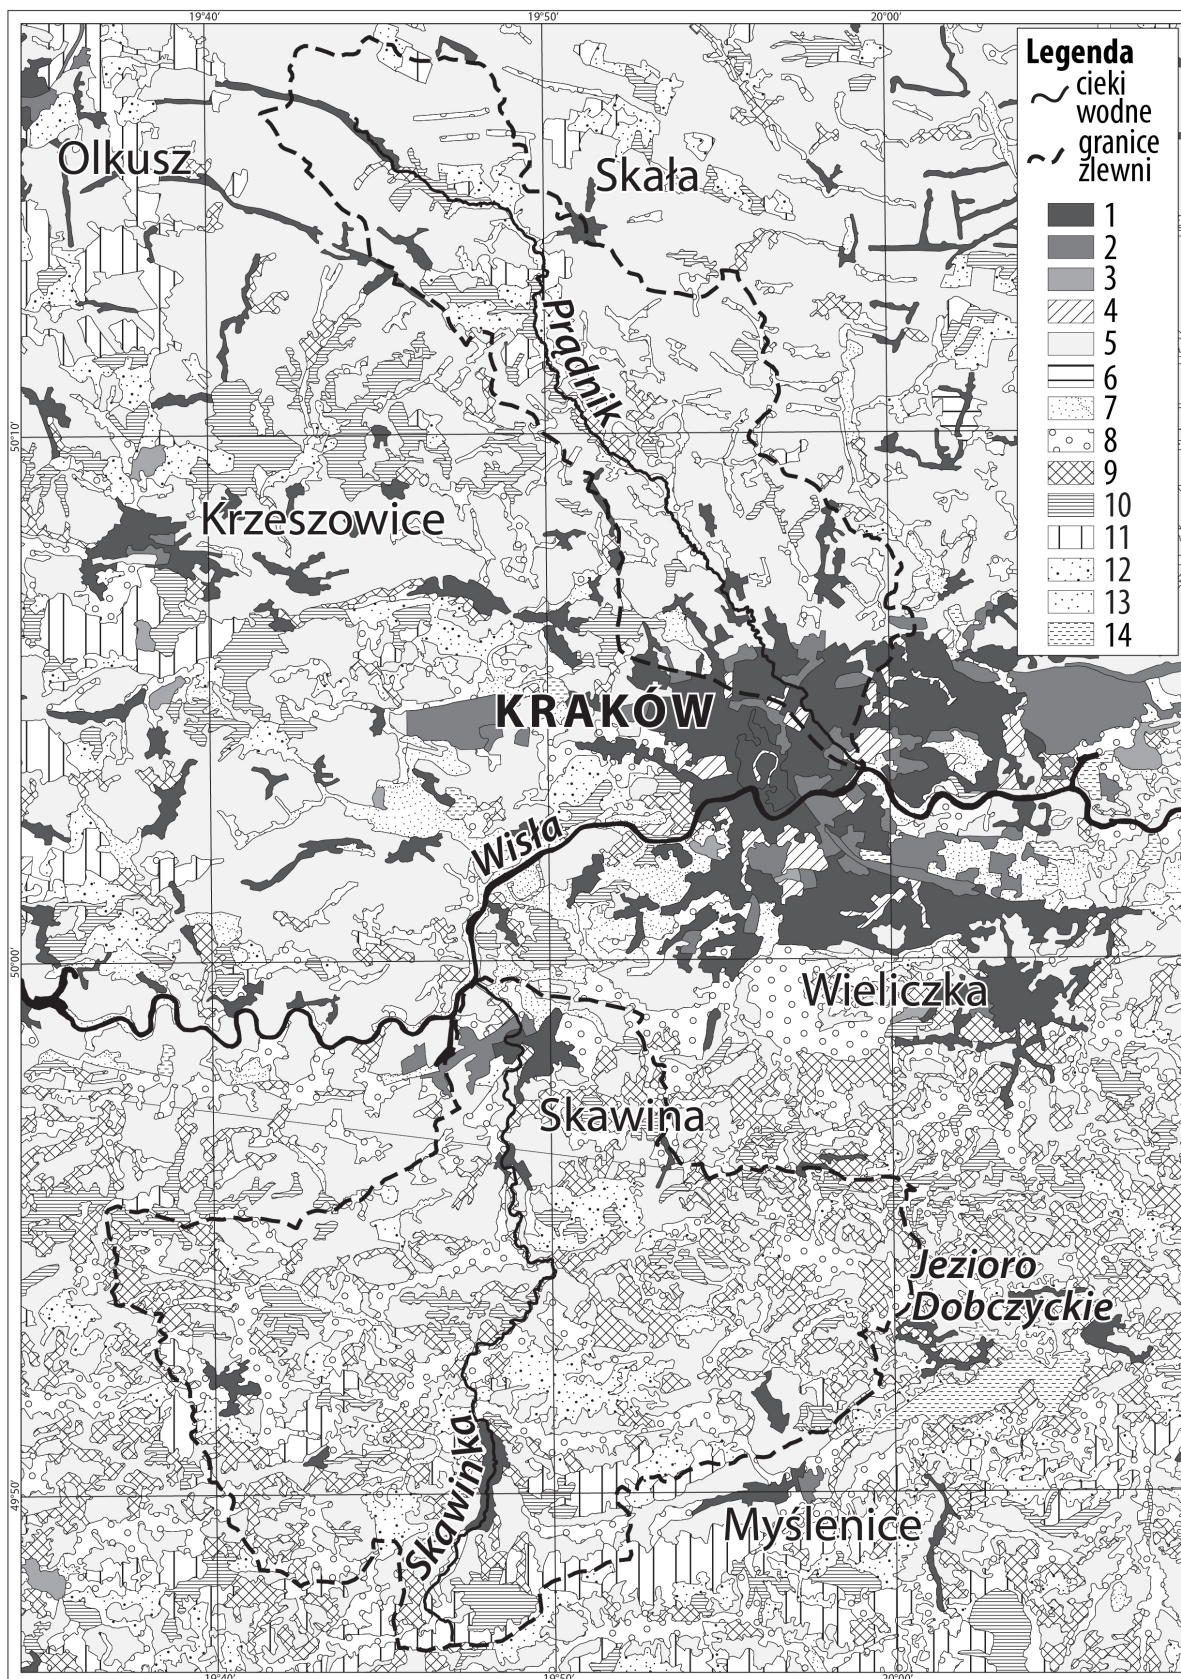 19°40'
19°50'
20°00'
Legenda
cieki
wodne
granice
zlewni
1
2
3
4
5
6
7
8
9
10
11
12
13
14
Olkusz
Skała
Prądnik
50°10'
Krzeszowice
KRAKÓW
Wisła
50°00'
Wieliczka
Skawina
Jezioro
Dobczyckie
Skawinka
49°50'
Myślenice
19°40'
19°50'
20°00'